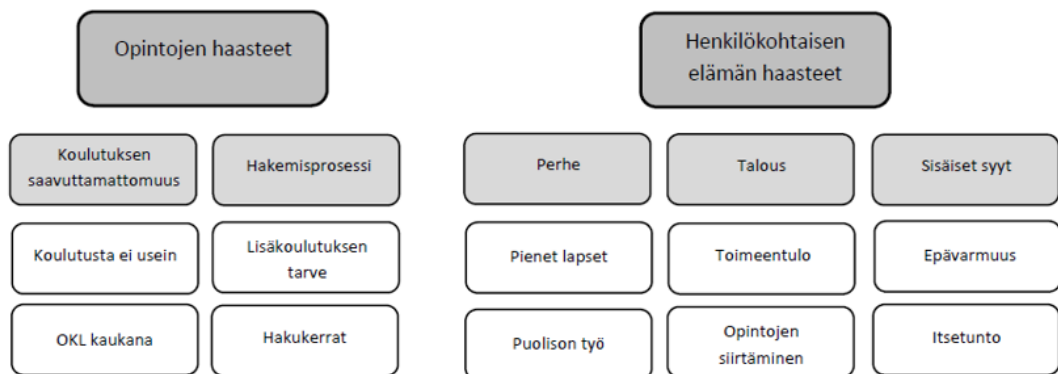 Opintojen haasteet
Henkilökohtaisen
elämän haasteet
Koulutuksen
saavuttamattomuus
Hakemisprosessi
Perhe
Talous
Sisäiset syyt
Koulutusta ei usein
Lisäkoulutuksen
tarve
Pienet lapset
Toimeentulo
Epävarmuus
OKL kaukana
Hakukerrat
Puolison työ
Opintojen
siirtäminen
Itsetunto